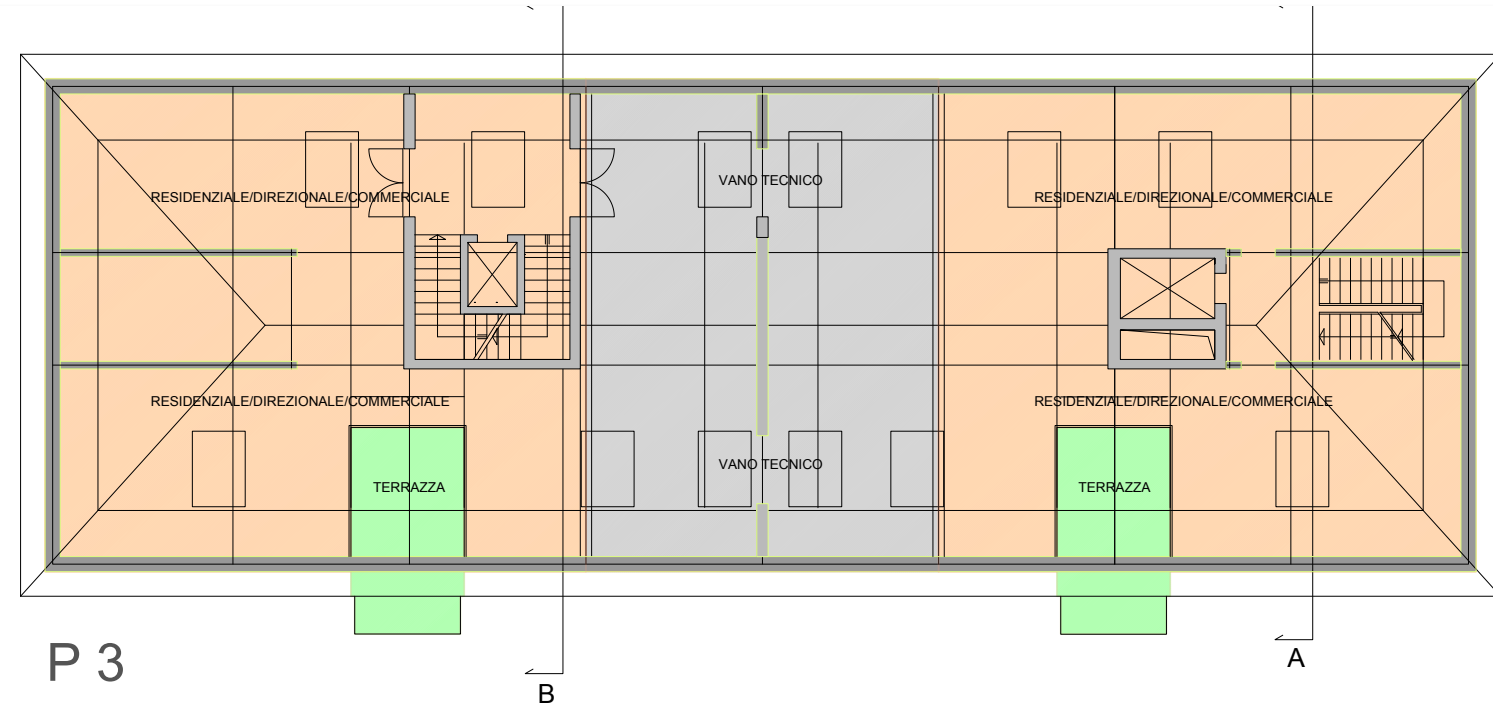 VANO TECNICO
RESIDENZIALE/DIREZIONALE/COMMERCIALE
RESIDENZIALE/DIREZIONALE/COMMERCIALE
RESIDENZIALE/DIREZIONALE/COMMERCIALE
RESIDENZIALE/DIREZIONALE/COMMERCIALE
VANO TECNICO
TERRAZZA
TERRAZZA
P 3
A
B